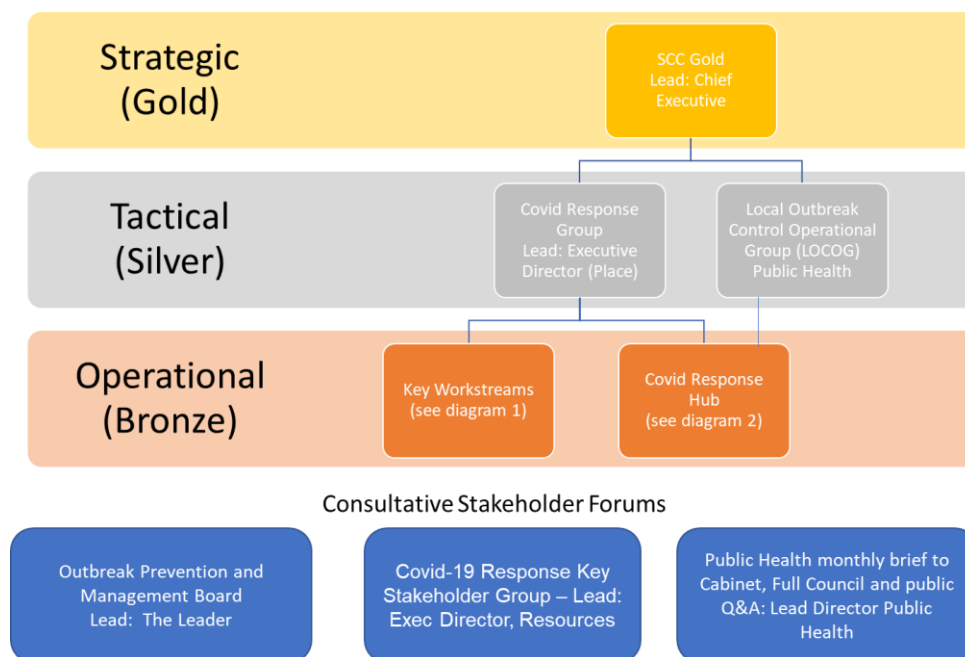 Strategic
(Gold)
SCC Gold
Lead: Chief
Executive
Tactical
(Silver)
Covid Response
Group
Lead: Executive
Director (Place)
Local Outbreak
Control Operational
Group (LOCOG)
Public Health
Operational
(Bronze)
Key Workstreams
(see diagram 1)
Covid Response
Hub
(see diagram 2)
Consultative Stakeholder Forums
Outbreak Prevention and
Management Board
Lead: The Leader
Covid-19 Response Key
Stakeholder Group – Lead:
Exec Director, Resources
Public Health monthly brief to
Cabinet, Full Council and public
Q&A: Lead Director Public
Health